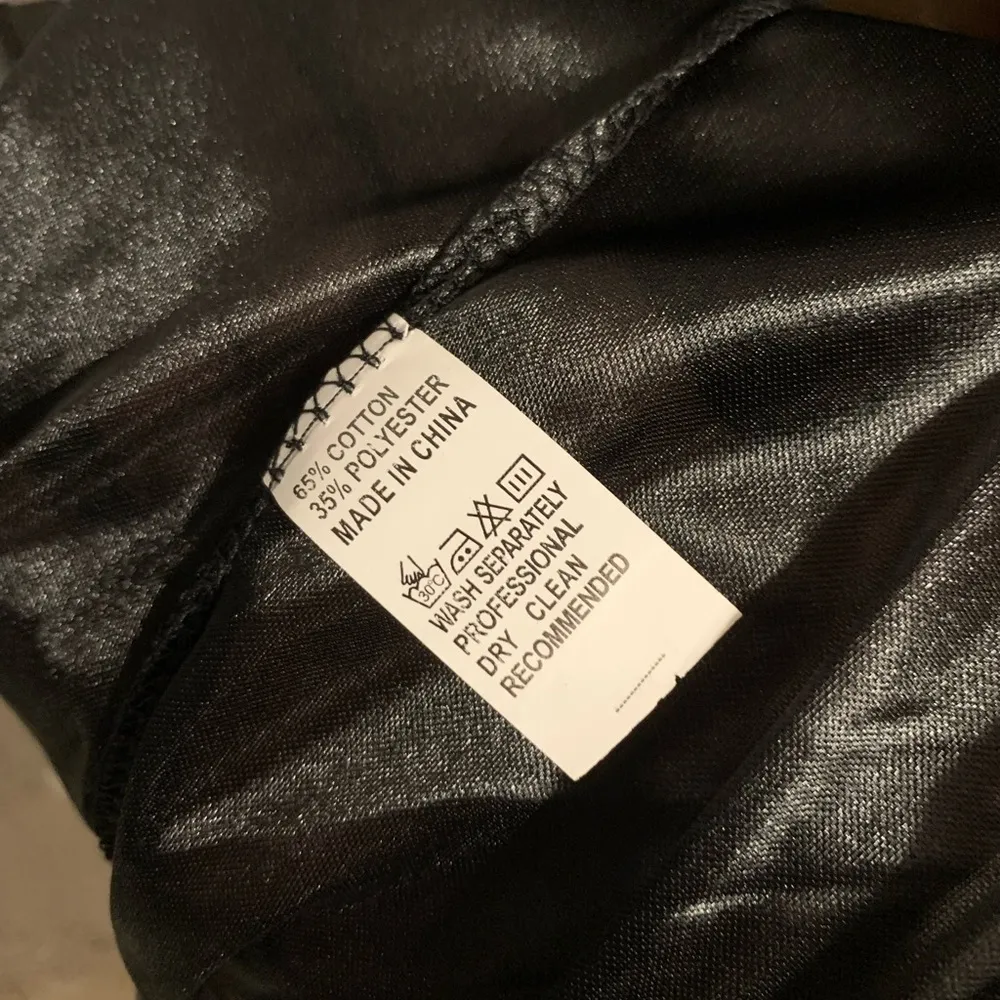 65% COTTON
35% POLYESTER
MADE IN CHINA
30°C
WASH SEPARATELY
PROFESSIONAL
DRY CLEAN
RECOMMENDED